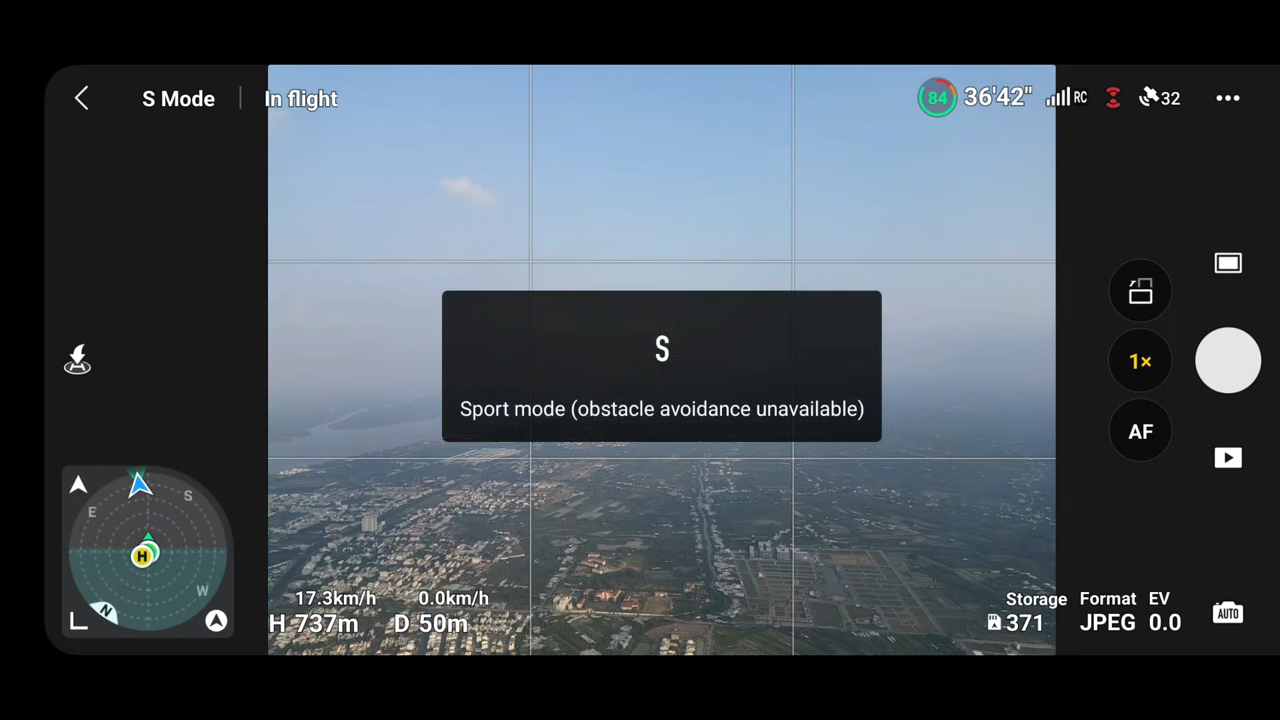 S Mode
In flight
84
36'42"
RC
32
S
Sport mode (obstacle avoidance unavailable)
1×
AF
S
E
W
N
H
17.3km/h
0.0km/h
H 737m
D 50m
Storage
371
Format
JPEG
EV
0.0
AUTO